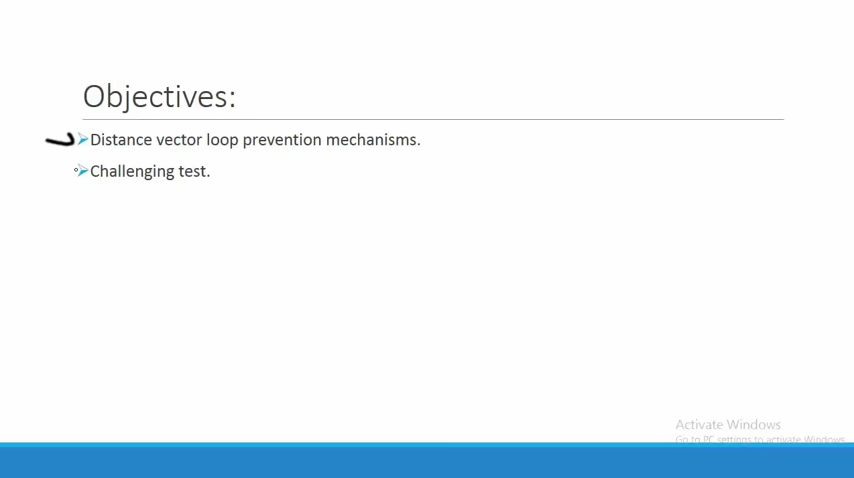 Objectives:
Distance vector loop prevention mechanisms.
Challenging test.
Activate Windows
Go to PC settings to activate Windows.